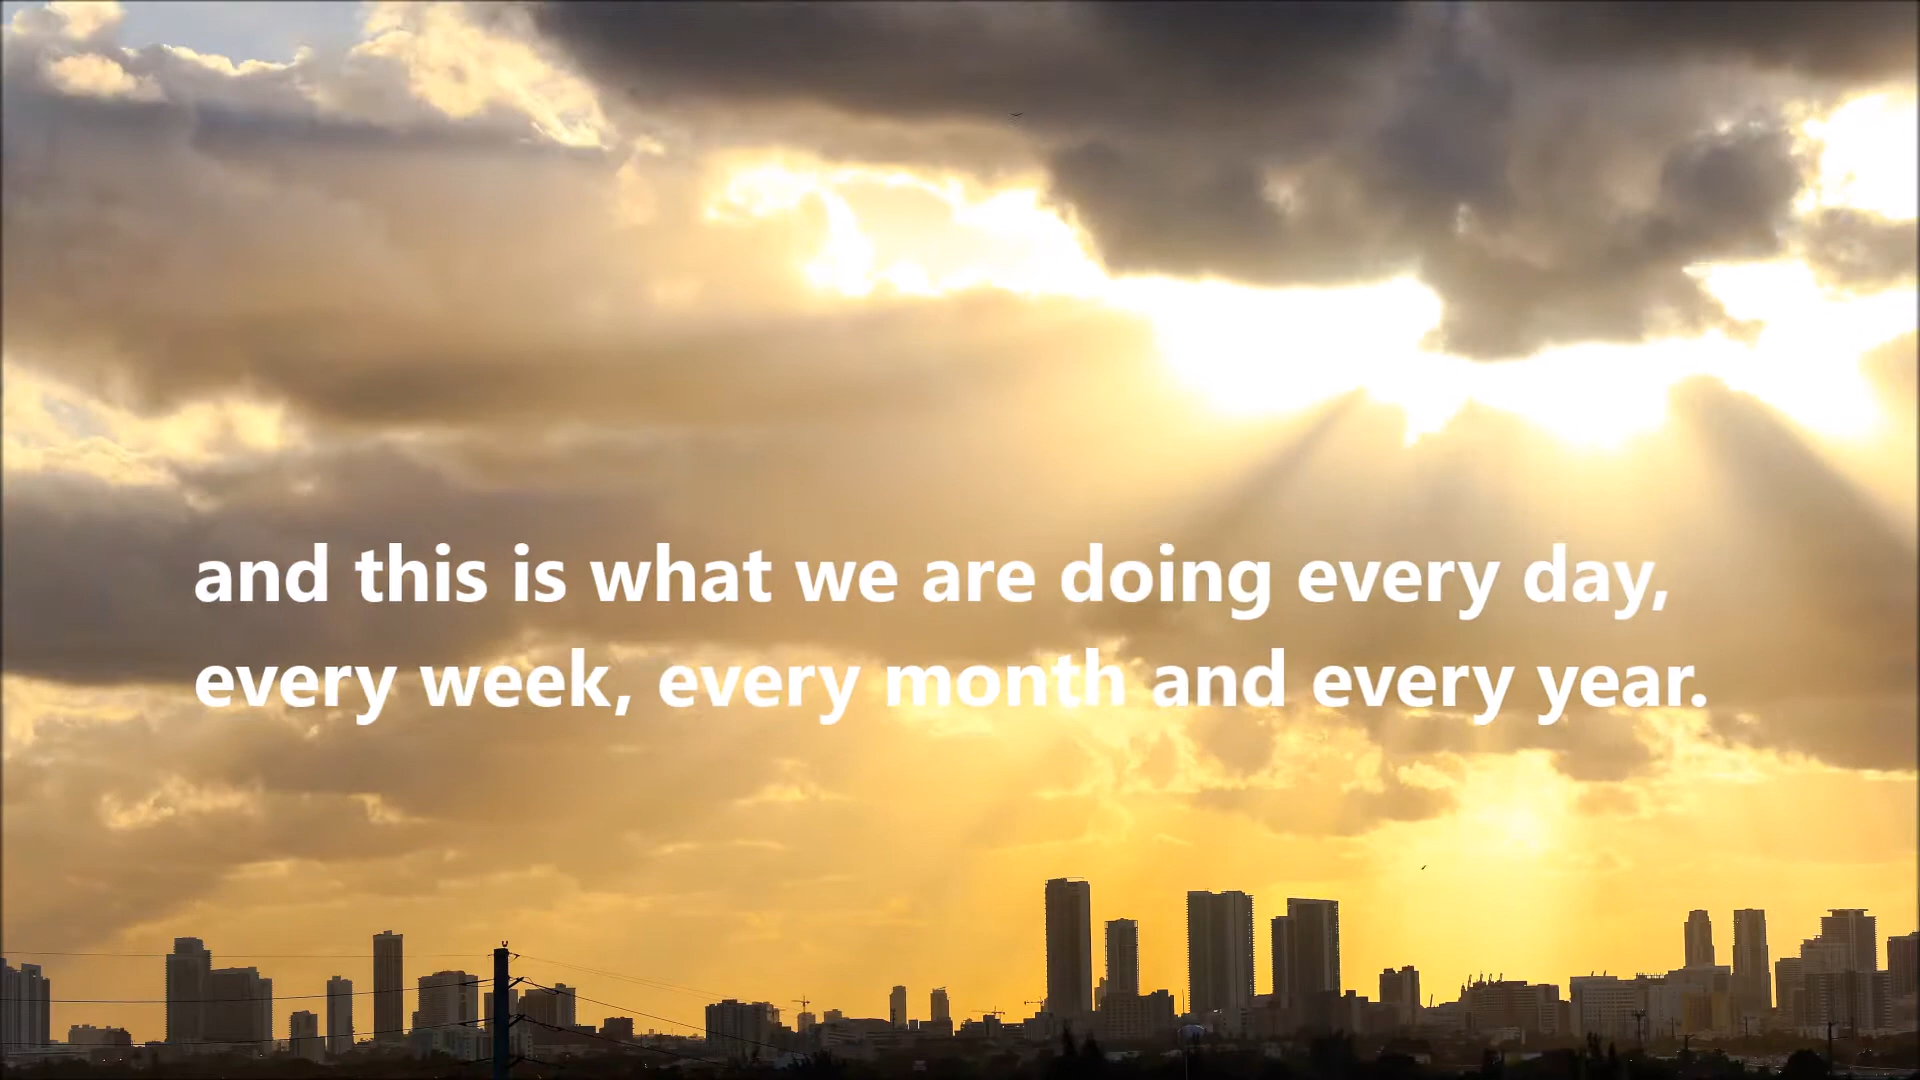 and this is what we are doing every day,
every week, every month and every year.